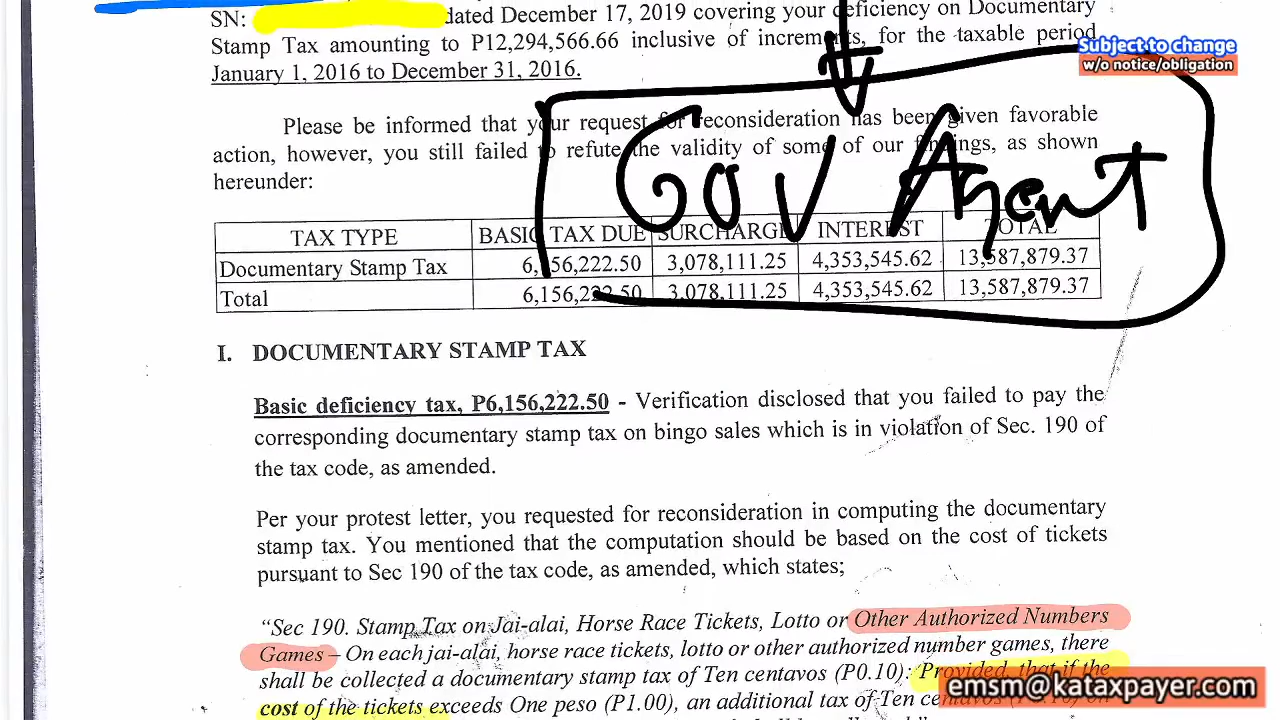 SN: dated December 17, 2019 covering your deficiency on Documentary
Stamp Tax amounting to P12,294,566.66 inclusive of increments, for the taxable period
January 1, 2016 to December 31, 2016.
Subject to change
w/o notice/obligation
Please be informed that your request for reconsideration has been given favorable
action, however, you still failed to refute the validity of some of our findings, as shown
hereunder:
Gov Agent
TAX TYPE BASIC TAX DUE SURCHARGE INTEREST TOTAL
Documentary Stamp Tax 6,156,222.50 3,078,111.25 4,353,545.62 13,587,879.37
Total 6,156,222.50 3,078,111.25 4,353,545.62 13,587,879.37
I. DOCUMENTARY STAMP TAX
Basic deficiency tax, P6,156,222.50 - Verification disclosed that you failed to pay the
corresponding documentary stamp tax on bingo sales which is in violation of Sec. 190 of
the tax code, as amended.
Per your protest letter, you requested for reconsideration in computing the documentary
stamp tax. You mentioned that the computation should be based on the cost of tickets
pursuant to Sec 190 of the tax code, as amended, which states;
"Sec 190. Stamp Tax on Jai-alai, Horse Race Tickets, Lotto or Other Authorized Numbers
Games – On each jai-alai, horse race tickets, lotto or other authorized number games, there
shall be collected a documentary stamp tax of Ten centavos (P0.10): Provided, that if the
cost of the tickets exceeds One peso (P1.00), an additional tax of Ten
emsm@kataxpayer.com